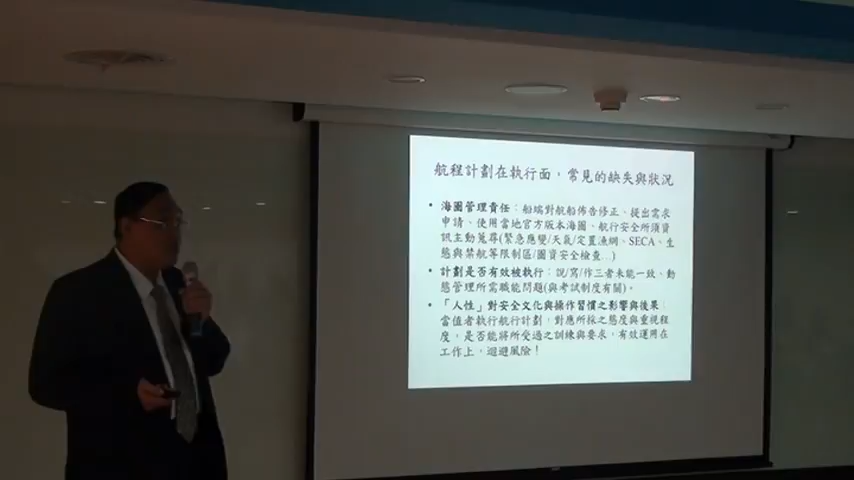 航程計劃在執行面，常見的缺失與狀況
• 海圖管理責任：船端對航船佈告修正、提出需求
申請、使用當地官方版本海圖、航行安全所須資
訊主動蒐尋(緊急應變/天氣/定置漁網、SECA、生
態與禁航等限制區/圖資安全檢查…)
• 計劃是否有效被執行：說/寫/作三者未能一致、動
態管理所需職能問題(與考試制度有關)。
• 「人性」對安全文化與操作習慣之影響與後果：
當值者執行航行計劃，對應所採之態度與重視程
度，是否能將所受過之訓練與要求，有效運用在
工作上，迴避風險！